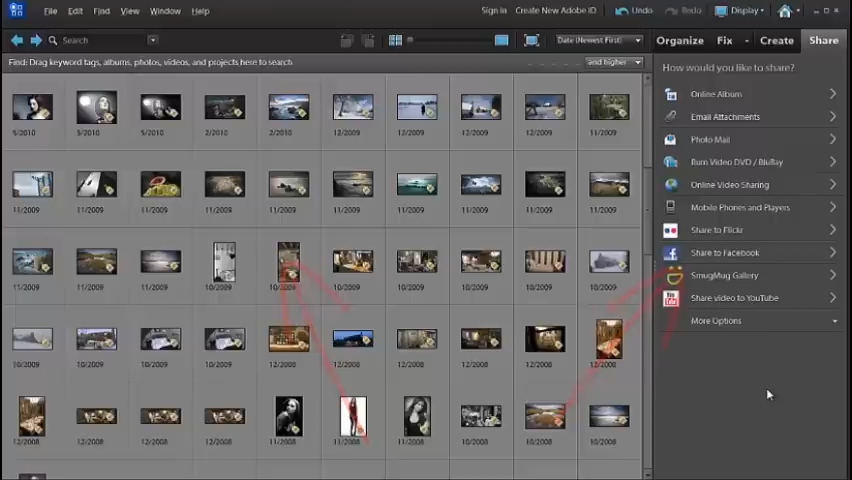 File Edit Find View Window Help Sign In Create New Adobe ID Undo Redo Display
Search Date (Newest First) Organize Fix Create Share
Find: Drag keyword tags, albums, photos, videos, and projects here to search and higher
How would you like to share?
Online Album
Email Attachments
Photo Mail
Burn Video DVD / BluRay
Online Video Sharing
Mobile Phones and Players
Share to Flickr
Share to Facebook
SmugMug Gallery
You Tube Share video to YouTube
More Options
5/2010 5/2010 5/2010 2/2010 2/2010 12/2009 12/2009 12/2009 12/2009 11/2009
11/2009 11/2009 11/2009 11/2009 11/2009 11/2009 11/2009 11/2009 11/2009 11/2009
11/2009 11/2009 11/2009 10/2009 10/2009 10/2009 10/2009 10/2009 10/2009 10/2009
10/2009 10/2009 10/2009 10/2009 12/2008 12/2008 12/2008 12/2008 12/2008 12/2008
12/2008 12/2008 12/2008 12/2008 11/2008 11/2008 11/2008 10/2008 10/2008 10/2008